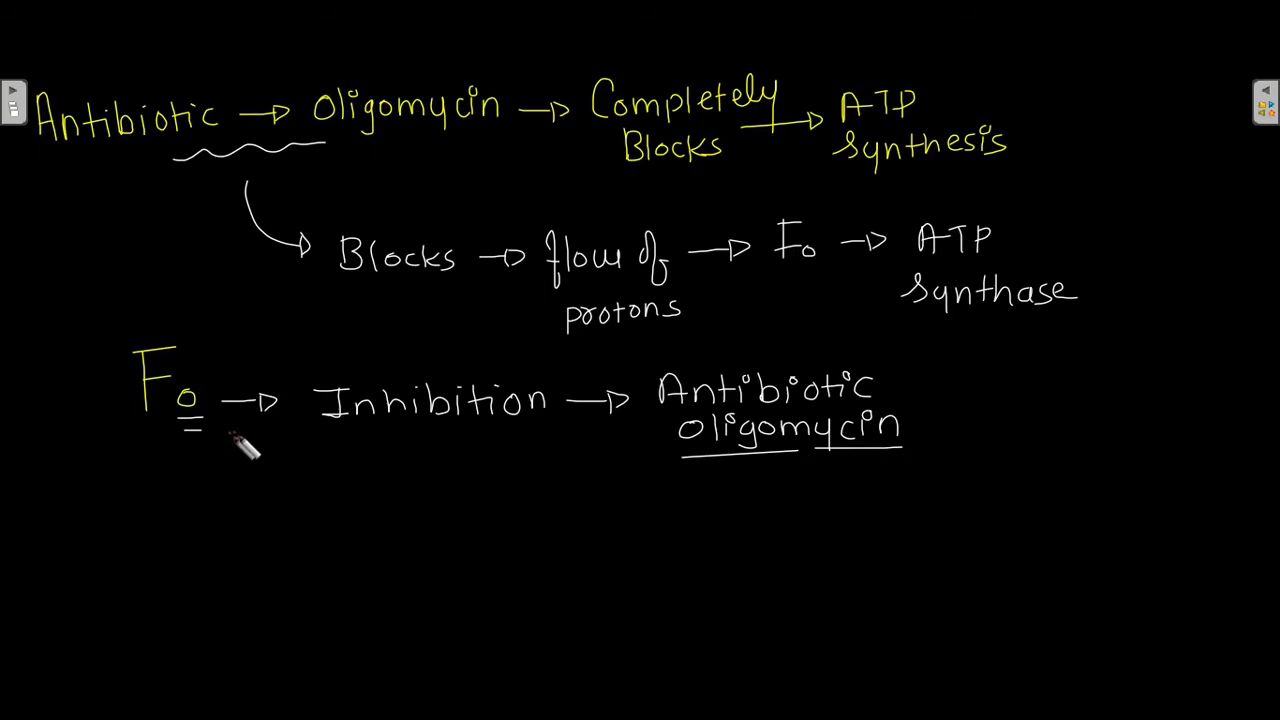 Antibiotic → Oligomycin → Completely Blocks → ATP synthesis
Blocks → flow of protons → Fo → ATP synthase
Fo → Inhibition → Antibiotic oligomycin